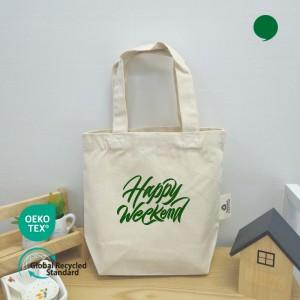 Happy
Weekend
OEKO
TEX®
Global Recycled
Standard